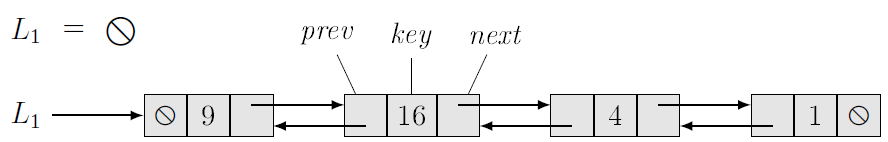 L₁ = ⃠
prev key next
L₁ ⃠ 9 16 4 1 ⃠